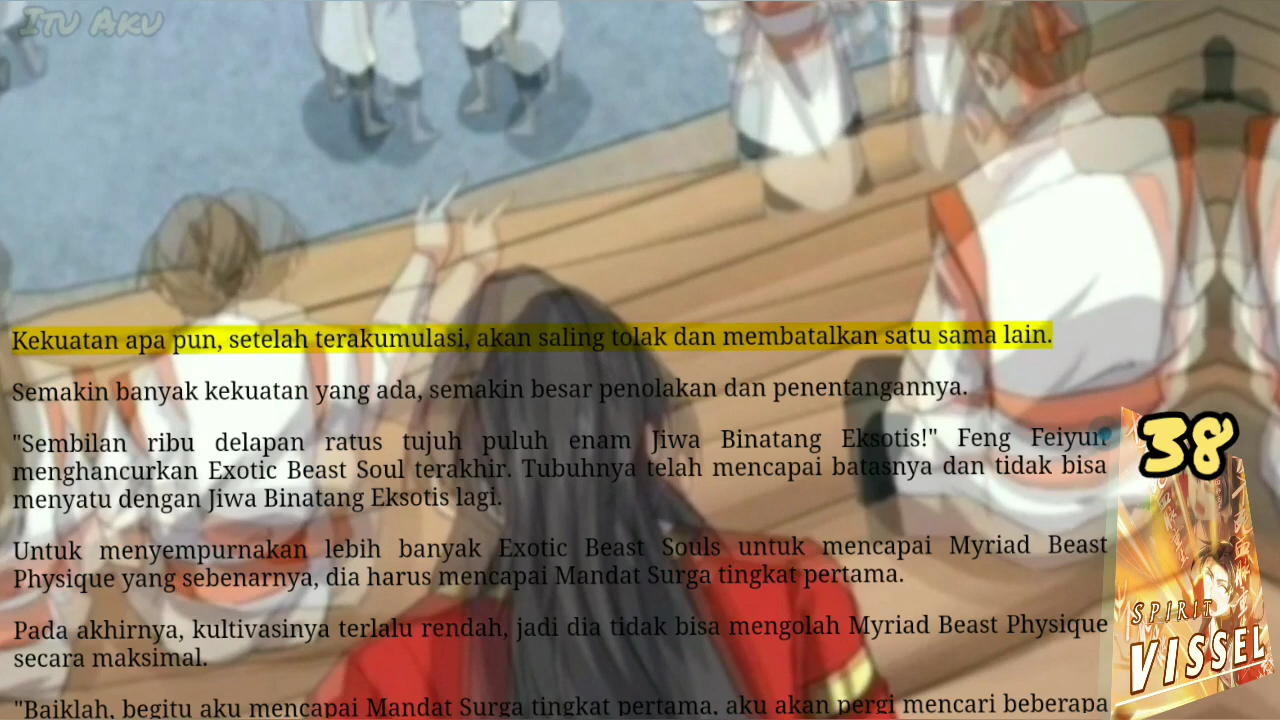 Itu Aku
Kekuatan apa pun, setelah terakumulasi, akan saling tolak dan membatalkan satu sama lain.
Semakin banyak kekuatan yang ada, semakin besar penolakan dan penentangannya.
"Sembilan ribu delapan ratus tujuh puluh enam Jiwa Binatang Eksotis!" Feng Feiyun
menghancurkan Exotic Beast Soul terakhir. Tubuhnya telah mencapai batasnya dan tidak bisa
menyatu dengan Jiwa Binatang Eksotis lagi.
Untuk menyempurnakan lebih banyak Exotic Beast Souls untuk mencapai Myriad Beast
Physique yang sebenarnya, dia harus mencapai Mandat Surga tingkat pertama.
Pada akhirnya, kultivasinya terlalu rendah, jadi dia tidak bisa mengolah Myriad Beast Physique
secara maksimal.
"Baiklah, begitu aku mencapai Mandat Surga tingkat pertama, aku akan pergi mencari beberapa
38
SPIRIT
VISSEL